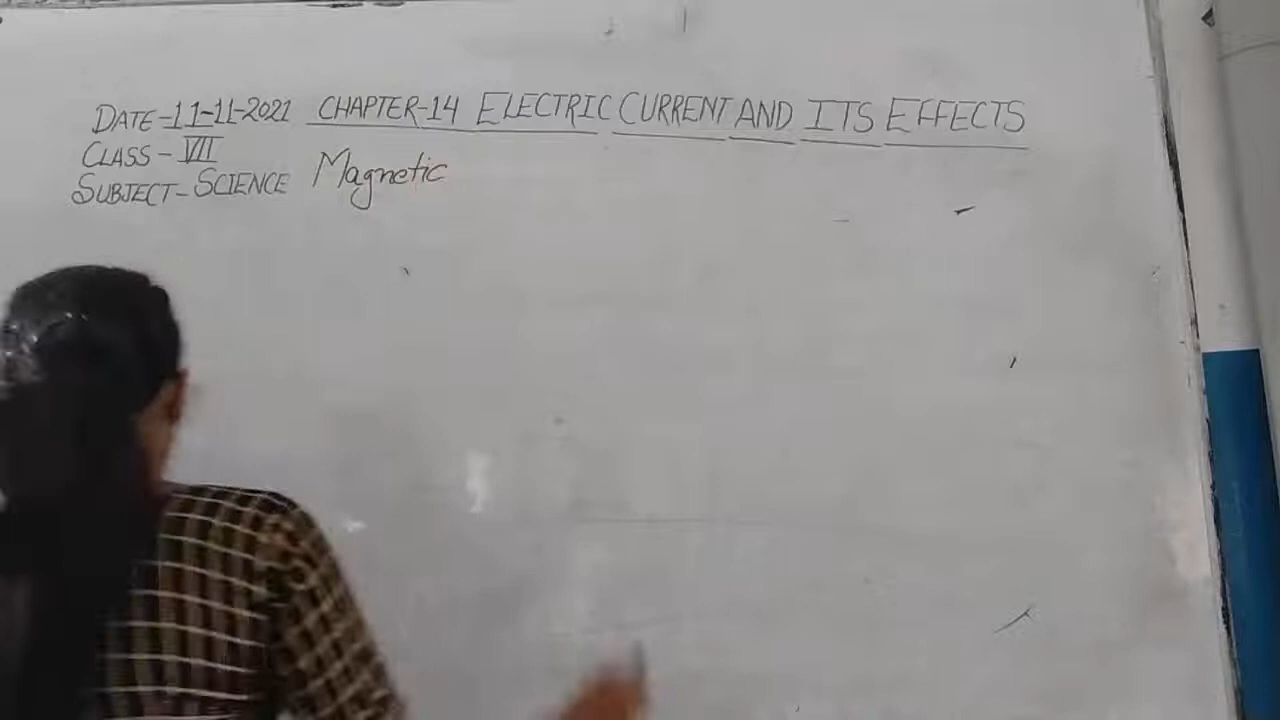 DATE-11-11-2021 CHAPTER-14 ELECTRIC CURRENT AND ITS EFFECTS
CLASS-VII
SUBJECT-SCIENCE Magnetic